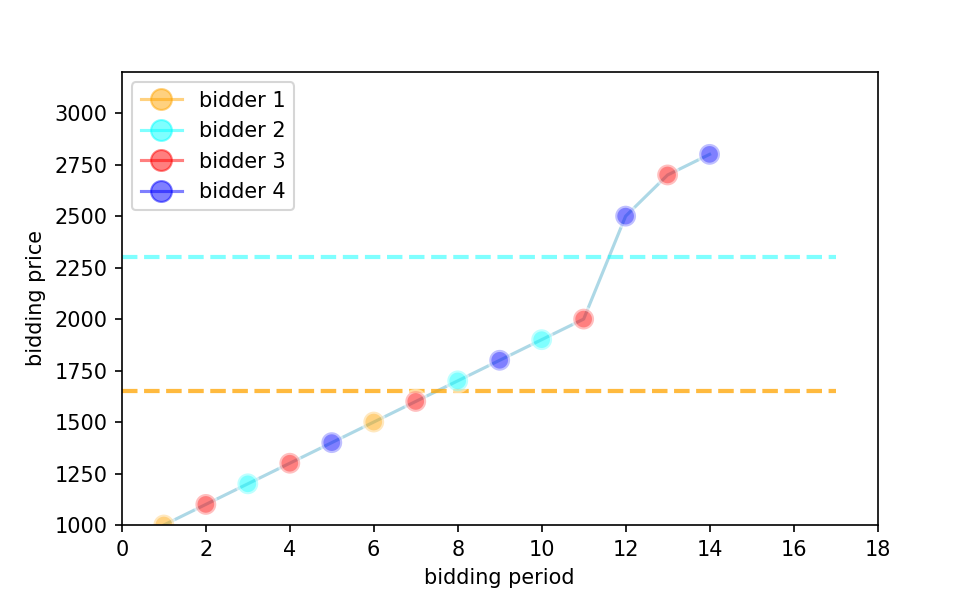 bidder 1
bidder 2
bidder 3
bidder 4
3000
2750
2500
2250
2000
1750
1500
1250
1000
bidding price
0 2 4 6 8 10 12 14 16 18
bidding period